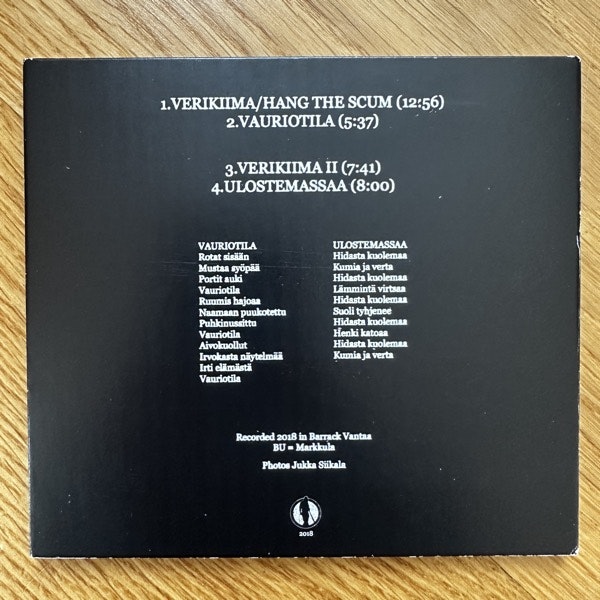 1.VERIKIIMA/HANG THE SCUM (12:56)
2.VAURIOTILA (5:37)
3.VERIKIIMA II (7:41)
4.ULOSTEMASSAA (8:00)
VAURIOTILA
Rotat sisään
Mustaa syöpää
Portit auki
Vauriotila
Ruumis hajoaa
Naamaan puukotettu
Puhkinussittu
Vauriotila
Aivokuollut
Irvokasta näytelmää
Irti elämästä
Vauriotila
ULOSTEMASSAA
Hidasta kuolemaa
Kumia ja verta
Hidasta kuolemaa
Lämmintä virtsaa
Hidasta kuolemaa
Suoli tyhjenee
Hidasta kuolemaa
Henki katoaa
Hidasta kuolemaa
Kumia ja verta
Recorded 2018 in Barrack Vantaa
BU = Markkula
Photos Jukka Siikala
2018